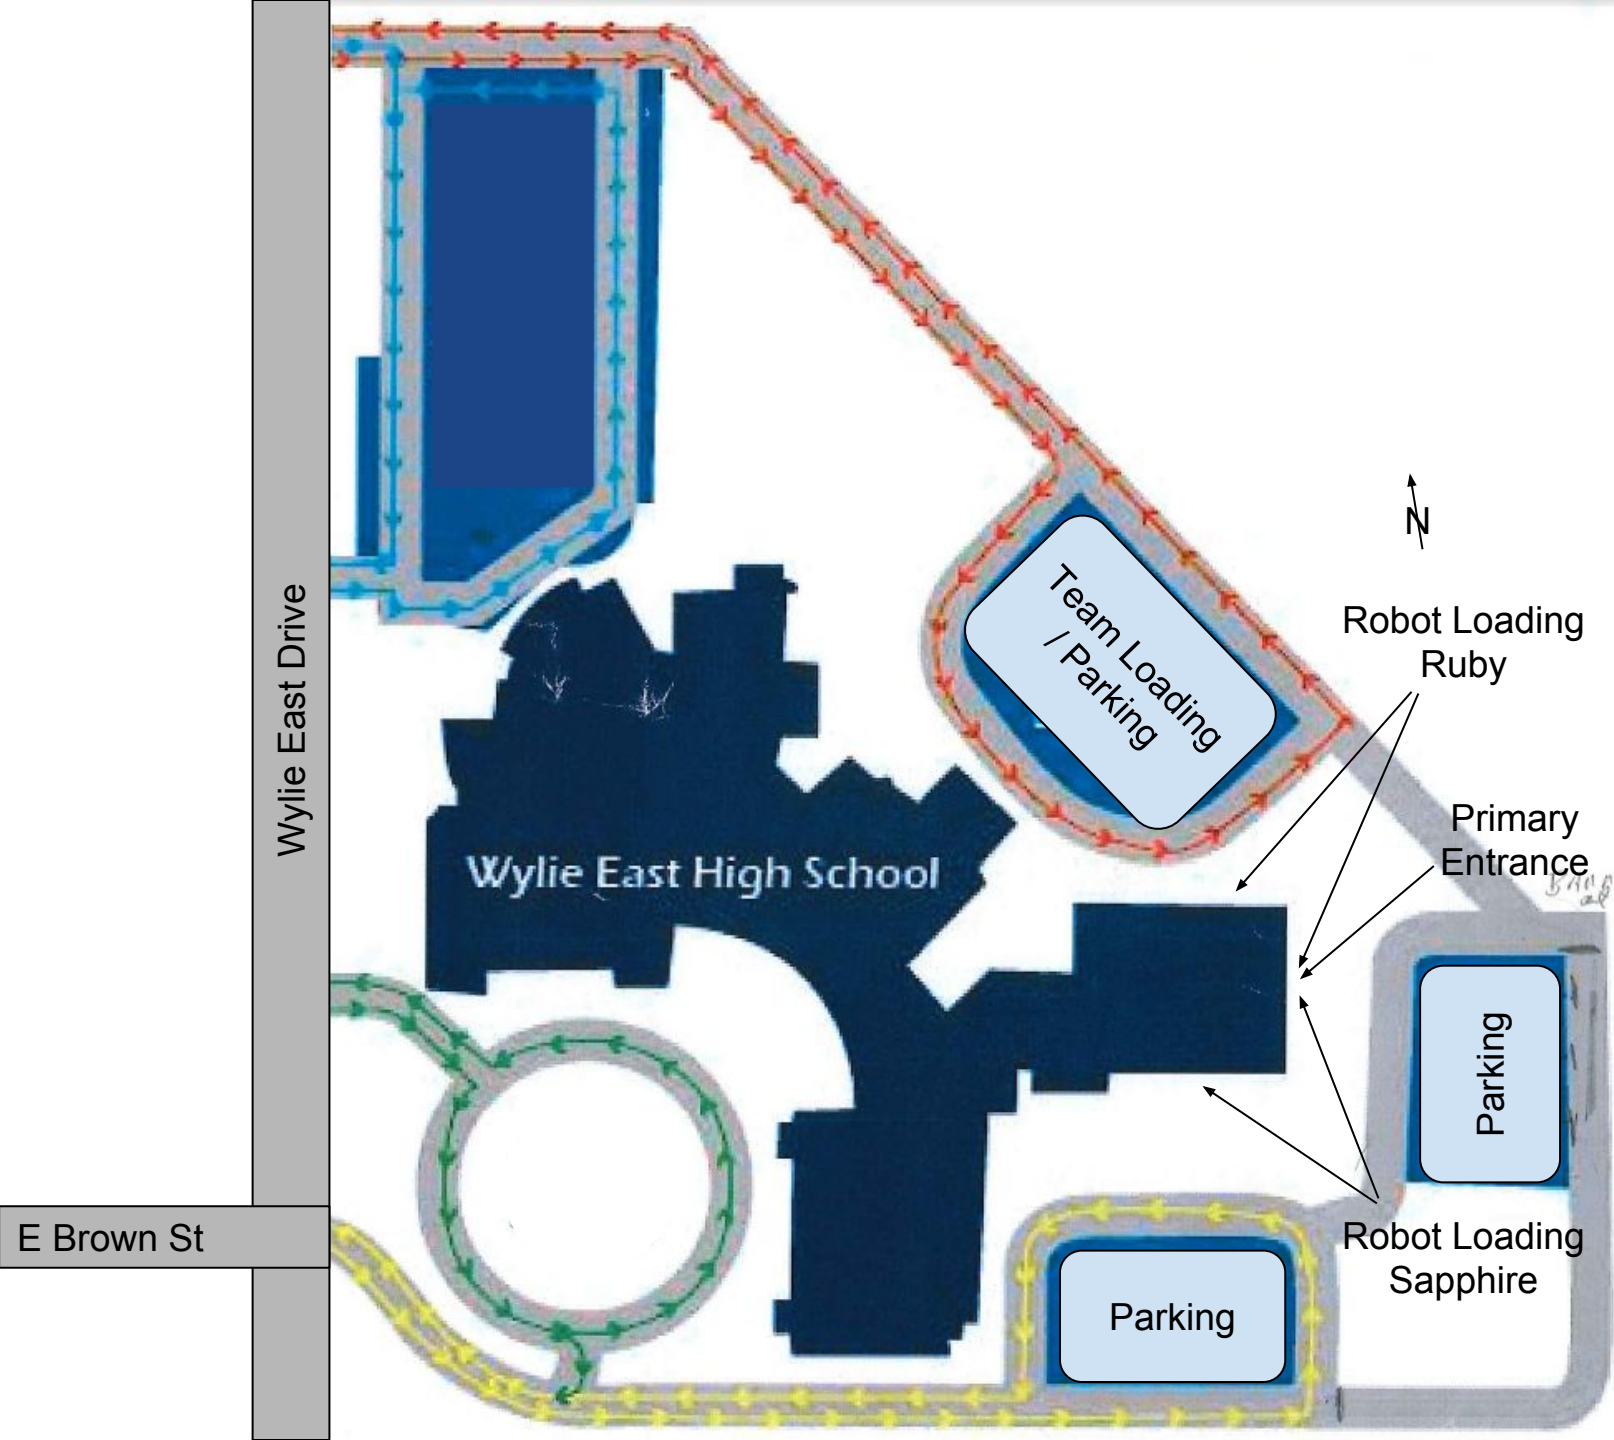 N
Team Loading
/ Parking
Robot Loading
Ruby
Primary
Entrance
Wylie East Drive
Wylie East High School
Parking
E Brown St
Robot Loading
Sapphire
Parking